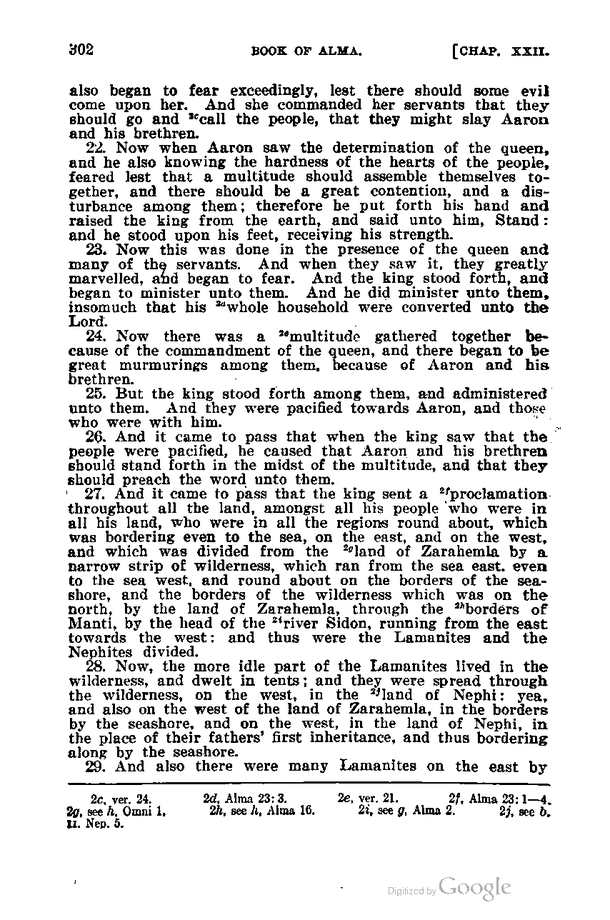 302 BOOK OF ALMA. [CHAP. XXII.
also began to fear exceedingly, lest there should some evil
come upon her. And she commanded her servants that they
should go and 2ccall the people, that they might slay Aaron
and his brethren.
22. Now when Aaron saw the determination of the queen,
and he also knowing the hardness of the hearts of the people,
feared lest that a multitude should assemble themselves to-
gether, and there should be a great contention, and a dis-
turbance among them; therefore he put forth his hand and
raised the king from the earth, and said unto him, Stand:
and he stood upon his feet, receiving his strength.
23. Now this was done in the presence of the queen and
many of the servants. And when they saw it, they greatly
marvelled, and began to fear. And the king stood forth, and
began to minister unto them. And he did minister unto them,
insomuch that his 2dwhole household were converted unto the
Lord.
24. Now there was a 2emultitude gathered together be-
cause of the commandment of the queen, and there began to be
great murmurings among them, because of Aaron and his
brethren.
25. But the king stood forth among them, and administered
unto them. And they were pacified towards Aaron, and those
who were with him.
26. And it came to pass that when the king saw that the
people were pacified, he caused that Aaron and his brethren
should stand forth in the midst of the multitude, and that they
should preach the word unto them.
27. And it came to pass that the king sent a 2fproclamation
throughout all the land, amongst all his people who were in
all his land, who were in all the regions round about, which
was bordering even to the sea, on the east, and on the west,
and which was divided from the 2gland of Zarahemla by a
narrow strip of wilderness, which ran from the sea east, even
to the sea west, and round about on the borders of the sea-
shore, and the borders of the wilderness which was on the
north, by the land of Zarahemla, through the 2hborders of
Manti, by the head of the 2iriver Sidon, running from the east
towards the west: and thus were the Lamanites and the
Nephites divided.
28. Now, the more idle part of the Lamanites lived in the
wilderness, and dwelt in tents; and they were spread through
the wilderness, on the west, in the 2jland of Nephi: yea,
and also on the west of the land of Zarahemla, in the borders
by the seashore, and on the west, in the land of Nephi, in
the place of their fathers' first inheritance, and thus bordering
along by the seashore.
29. And also there were many Lamanites on the east by
2c, ver. 24. 2d, Alma 23:3. 2e, ver. 21. 2f, Alma 23:1—4.
2g, see h, Omni 1. 2h, see h, Alma 16. 2i, see g, Alma 2. 2j, see b,
II. Nep. 5.
Digitized by Google